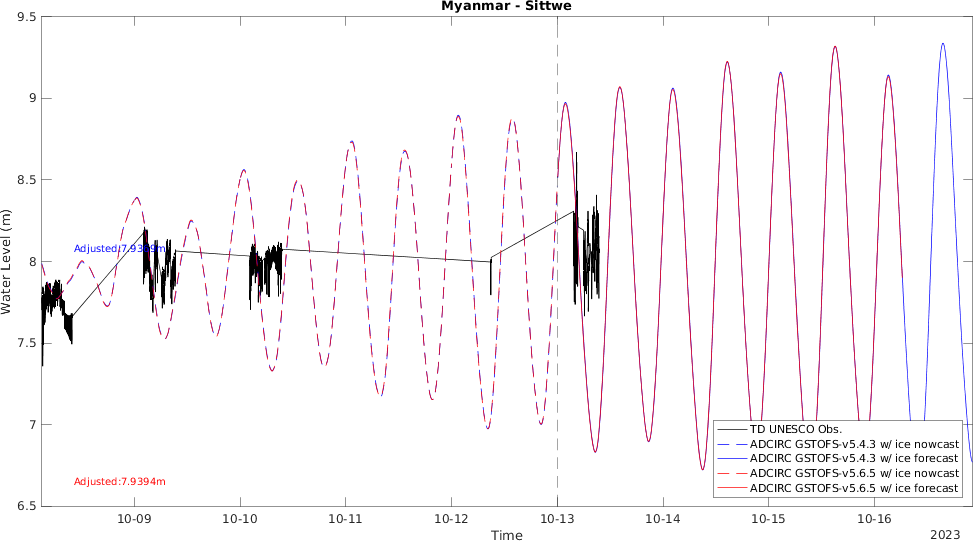 Myanmar - Sittwe
Water Level (m)
9.5
9
8.5
8
7.5
7
6.5
Adjusted:7.9399m
Adjusted:7.9394m
TD UNESCO Obs.
ADCIRC GSTOFS-v5.4.3 w/ ice nowcast
ADCIRC GSTOFS-v5.4.3 w/ ice forecast
ADCIRC GSTOFS-v5.6.5 w/ ice nowcast
ADCIRC GSTOFS-v5.6.5 w/ ice forecast
10-09
10-10
10-11
10-12
10-13
10-14
10-15
10-16
Time
2023